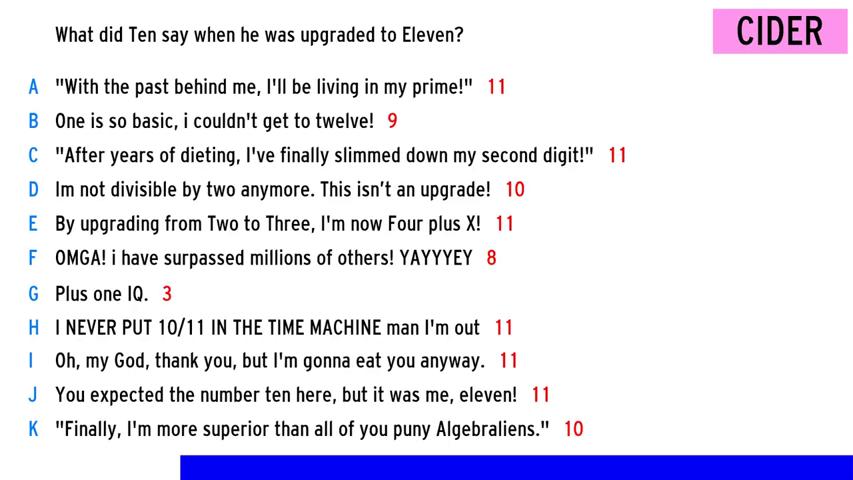 What did Ten say when he was upgraded to Eleven?
CIDER
A "With the past behind me, I'll be living in my prime!" 11
B One is so basic, i couldn't get to twelve! 9
C "After years of dieting, I've finally slimmed down my second digit!" 11
D Im not divisible by two anymore. This isn’t an upgrade! 10
E By upgrading from Two to Three, I'm now Four plus X! 11
F OMGA! i have surpassed millions of others! YAYYYEY 8
G Plus one IQ. 3
H I NEVER PUT 10/11 IN THE TIME MACHINE man I'm out 11
I Oh, my God, thank you, but I'm gonna eat you anyway. 11
J You expected the number ten here, but it was me, eleven! 11
K "Finally, I'm more superior than all of you puny Algebraliens." 10